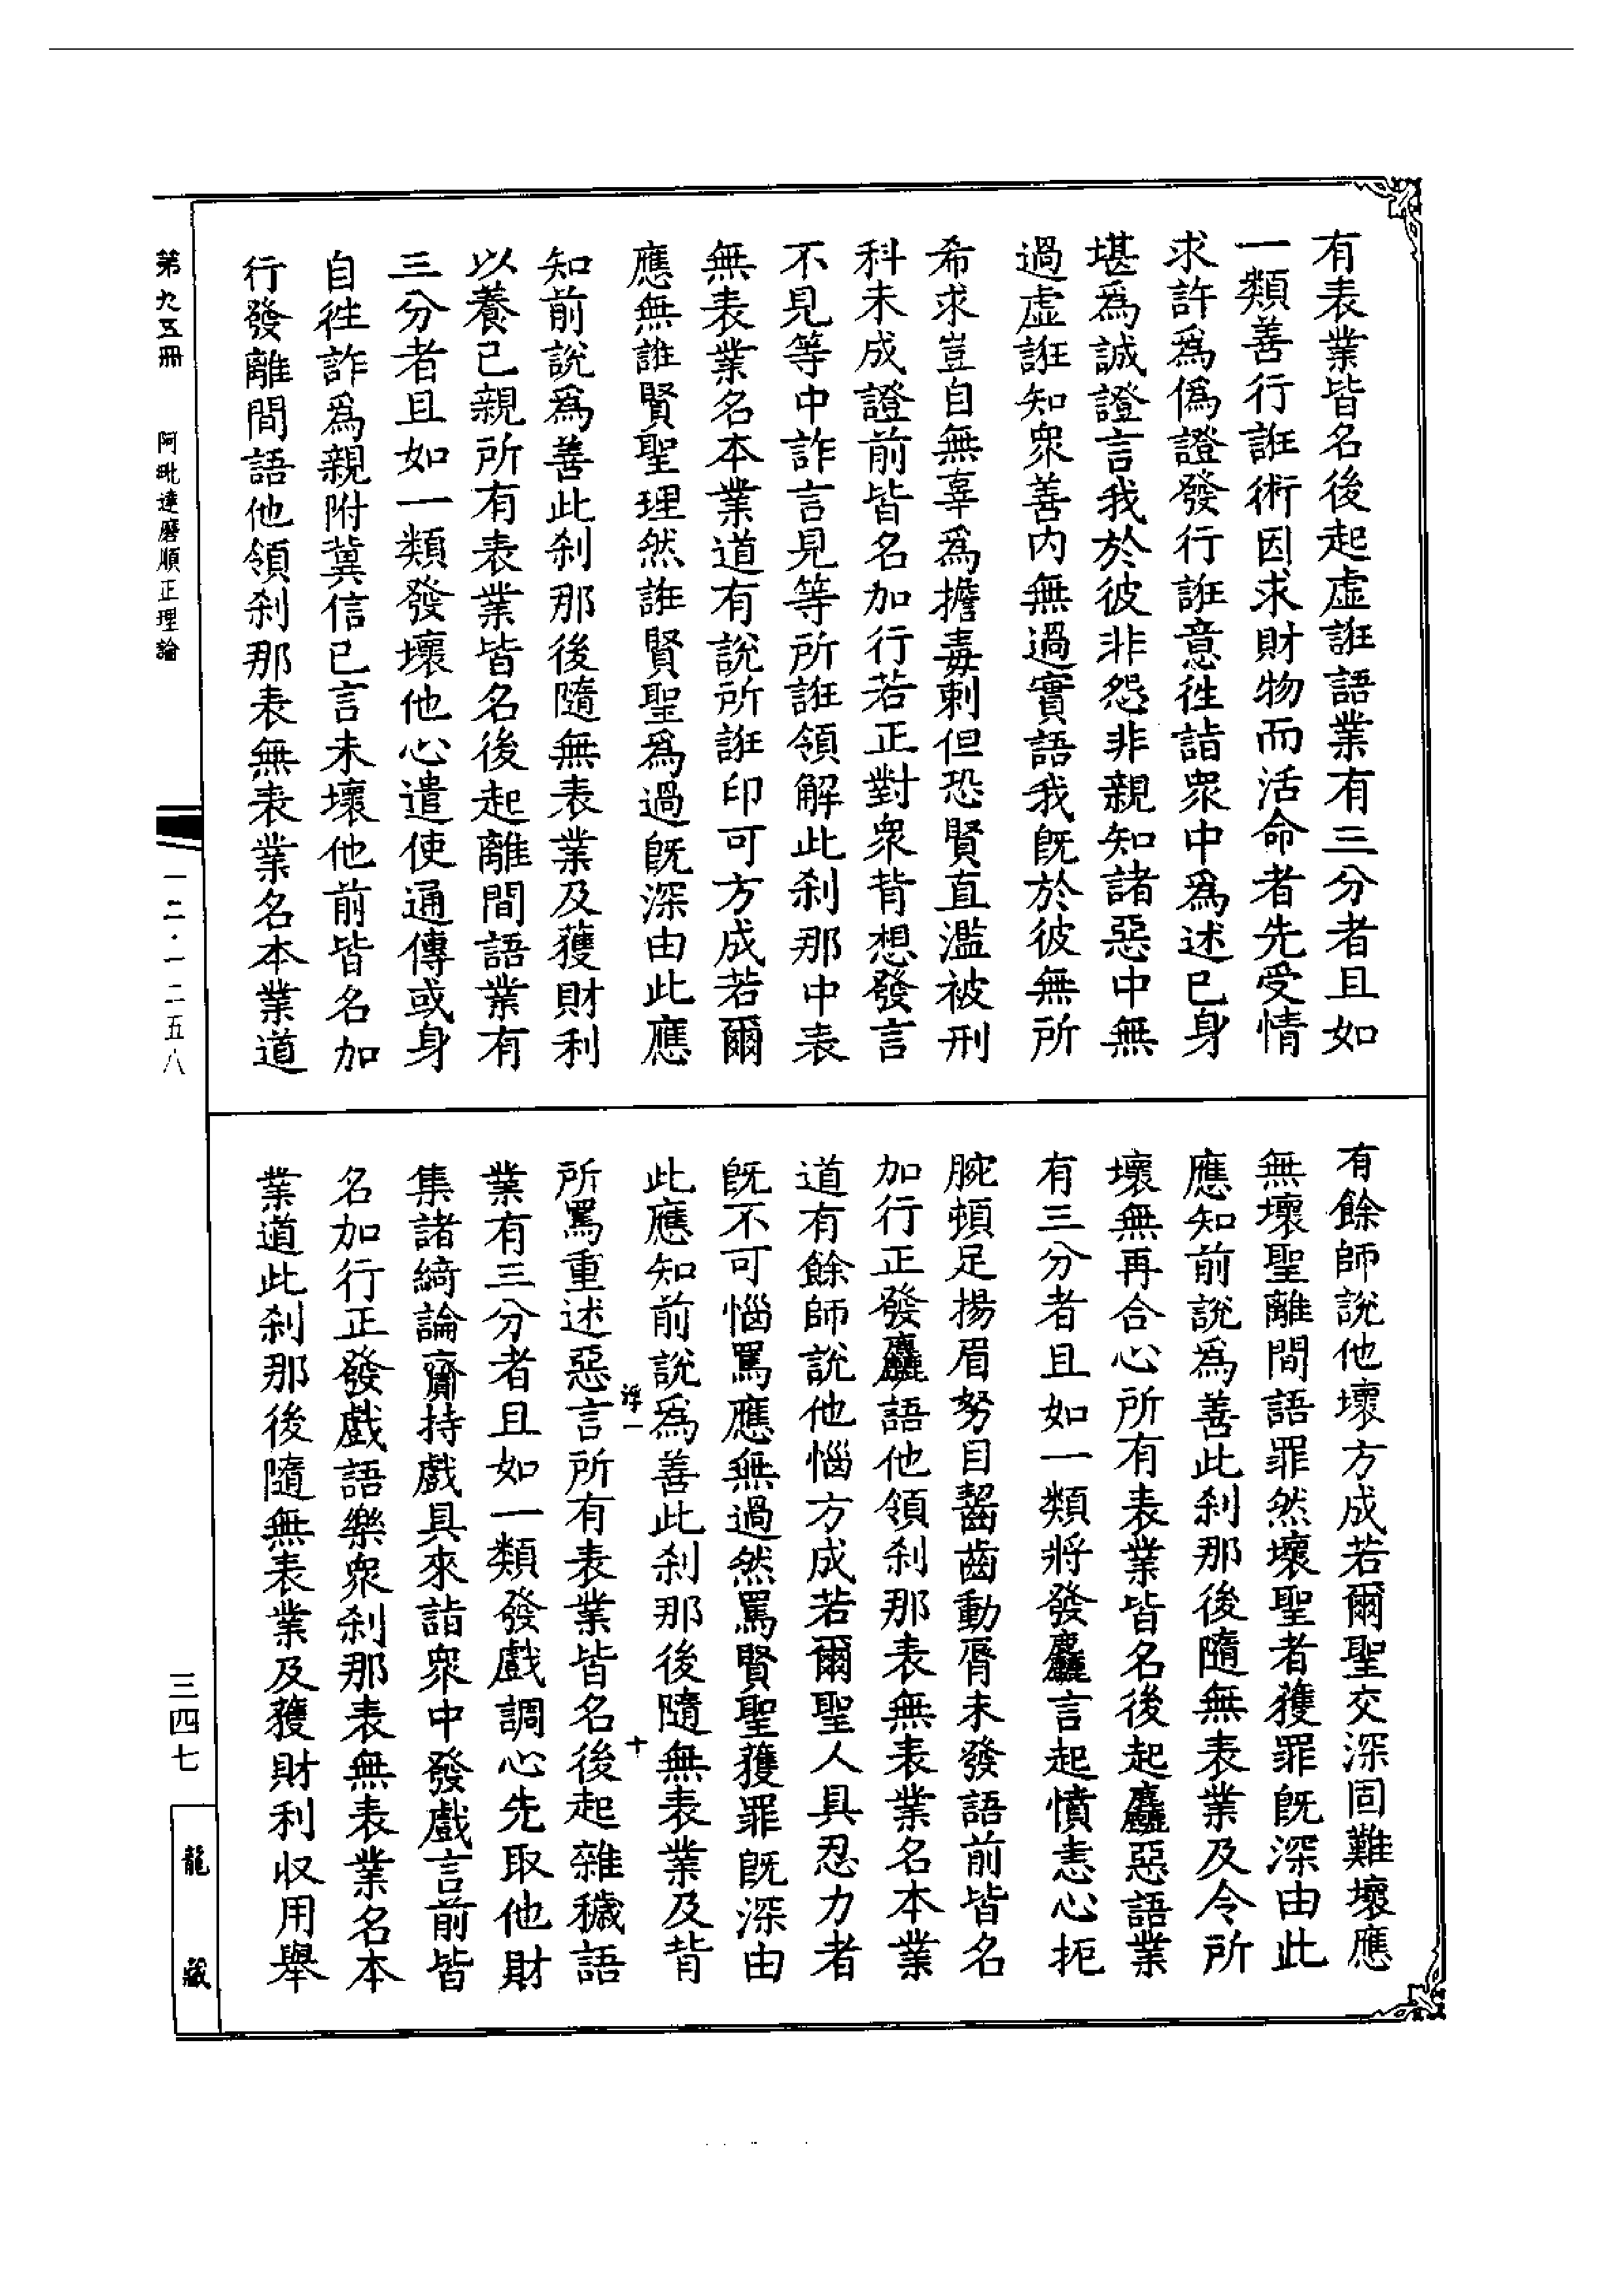 有表業皆名後起虛誑語業有三分者且如
一類善行誑術因求財物而活命者先受情
求許爲僞證發行誑意徃詣衆中爲述已身
堪爲誠證言我於彼非怨非親知諸惡中無
過虛誑知衆善内無過實語我旣於彼無所
希求豈自無辜爲擔毒剌但恐賢直濫被刑
科未成證前皆名加行若正對衆背想發言
不見等中詐言見等所誑領解此刹那中表
無表業名本業道有說所誑印可方成若爾
應無誰賢聖理然誑賢聖爲過旣深由此應
知前說爲善此刹那後隨無表業及獲財利
以養己親所有表業皆名後起離間語業有
三分者且如一類發壞他心遣使通傳或身
自徃詐爲親附冀信已言未壞他前皆名加
行發離間語他領刹那表無表業名本業道
有餘師說他壞方成若爾聖交深固難壞應
無壞聖離間語罪然壞聖者獲罪旣深由此
應知前說爲善此刹那後隨無表業及令所
壞無再合心所有表業皆名後起麤惡語業
有三分者且如一類將發麤言起憤恚心扼
腕頓足揚眉努目齧齒動脣未發語前皆名
加行正發麤語他領刹那表無表業名本業
道有餘師說他惱方成若爾聖人具忍力者
旣不可惱罵應無過然罵賢聖獲罪旣深由
此應知前說爲善此刹那後隨無表業及背
所罵重述惡言所有表業皆名後起雜穢語
業有三分者且如一類發戲調心先取他財
集諸綺論齎持戲具來詣衆中發戲言前皆
名加行正發戲語樂衆刹那表無表業名本
業道此刹那後隨無表業及獲財利収用舉
第九五冊　阿毗達磨順正理論
一二・一二五八
三四七
龍藏
十